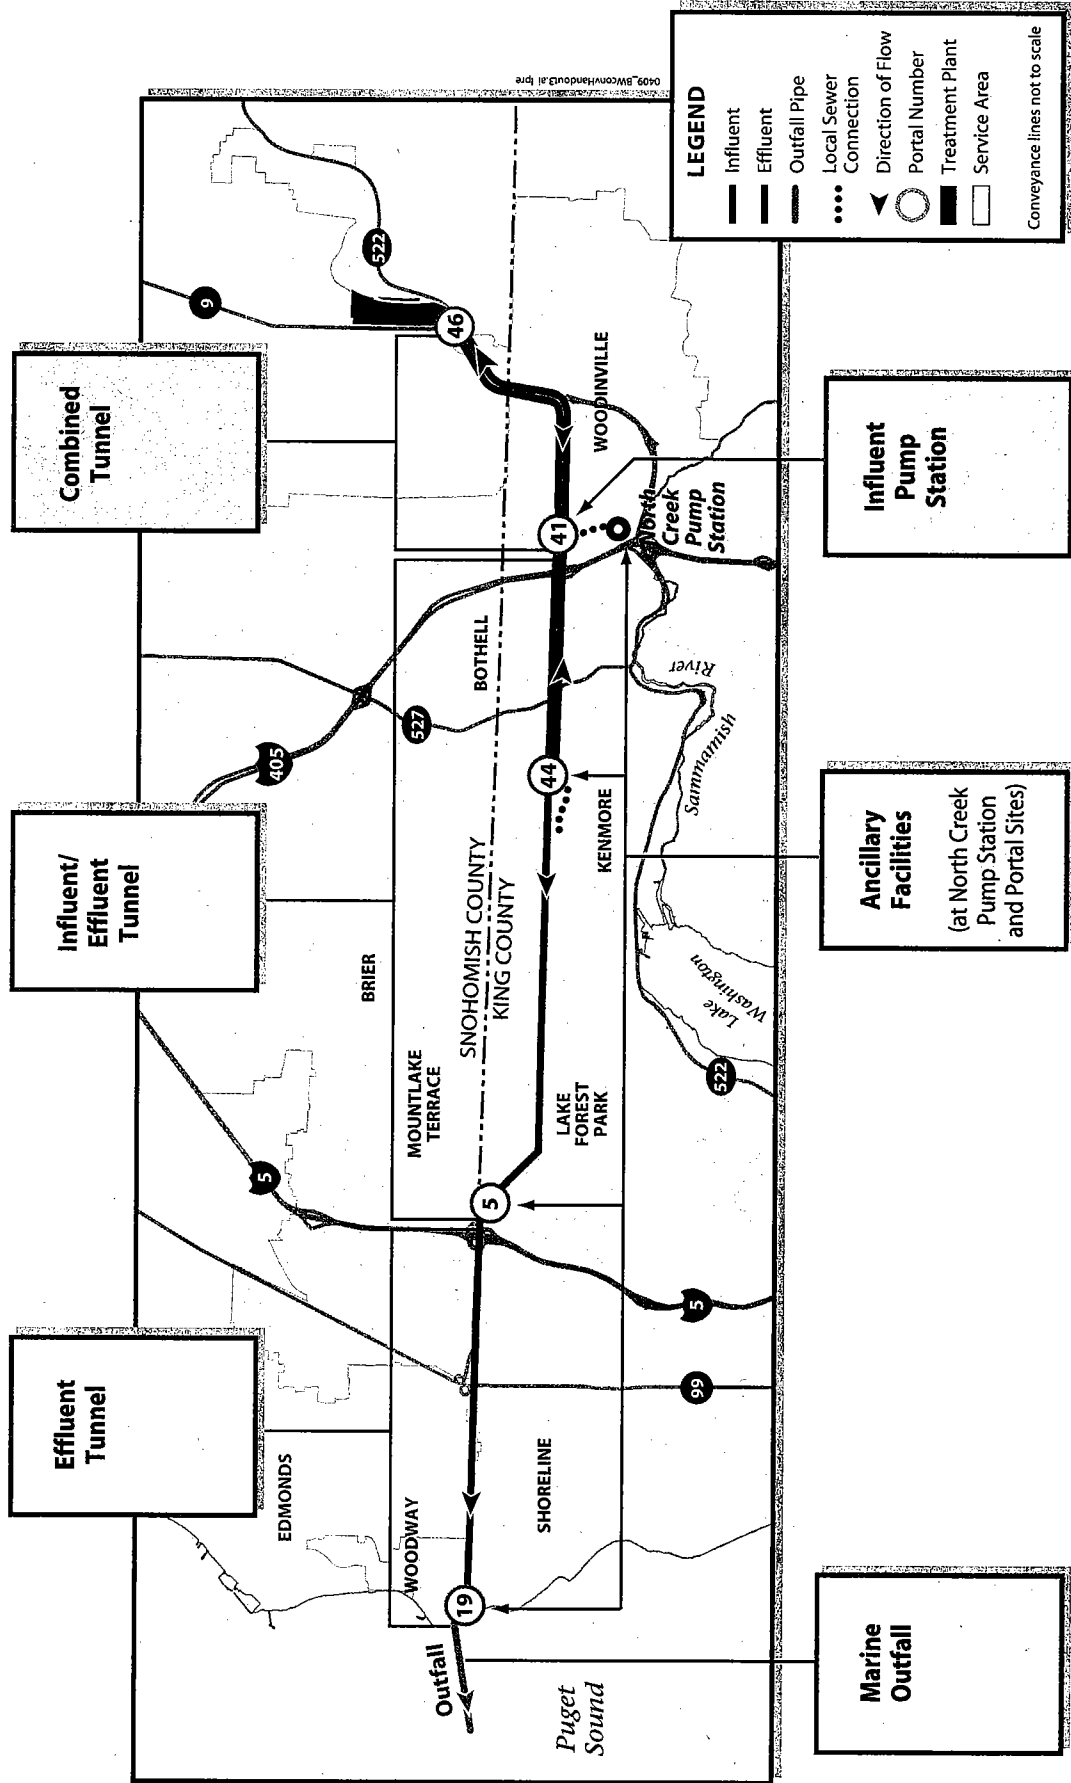 Effluent
Tunnel
Influent/
Effluent
Tunnel
Combined
Tunnel
EDMONDS
WOODWAY
SHORELINE
Outfall
Puget
Sound
19
99
5
5
5
MOUNTLAKE
TERRACE
BRIER
LAKE
FOREST
PARK
SNOHOMISH COUNTY
KING COUNTY
522
Lake
Washington
KENMORE
44
405
527
BOTHELL
Sammamish
River
41
North
Creek
Pump
Station
WOODINVILLE
46
9
522
Marine
Outfall
Ancillary
Facilities
(at North Creek
Pump Station
and Portal Sites)
Influent
Pump
Station
0409_BWconvHandout3.ai lpre
LEGEND
Influent
Effluent
Outfall Pipe
Local Sewer
Connection
Direction of Flow
Portal Number
Treatment Plant
Service Area
Conveyance lines not to scale